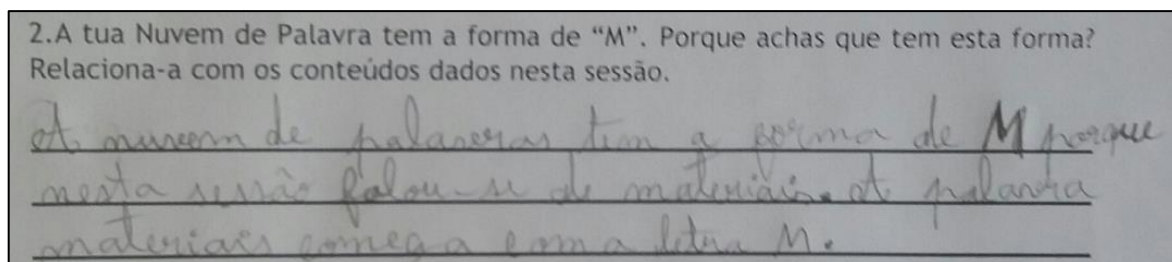 2.A tua Nuvem de Palavra tem a forma de “M”. Porque achas que tem esta forma?
Relaciona-a com os conteúdos dados nesta sessão.
A nuvem de palavras tem a forma de M porque
nesta sessão falou-se de materiais. A palavra
materiais começa com a letra M.